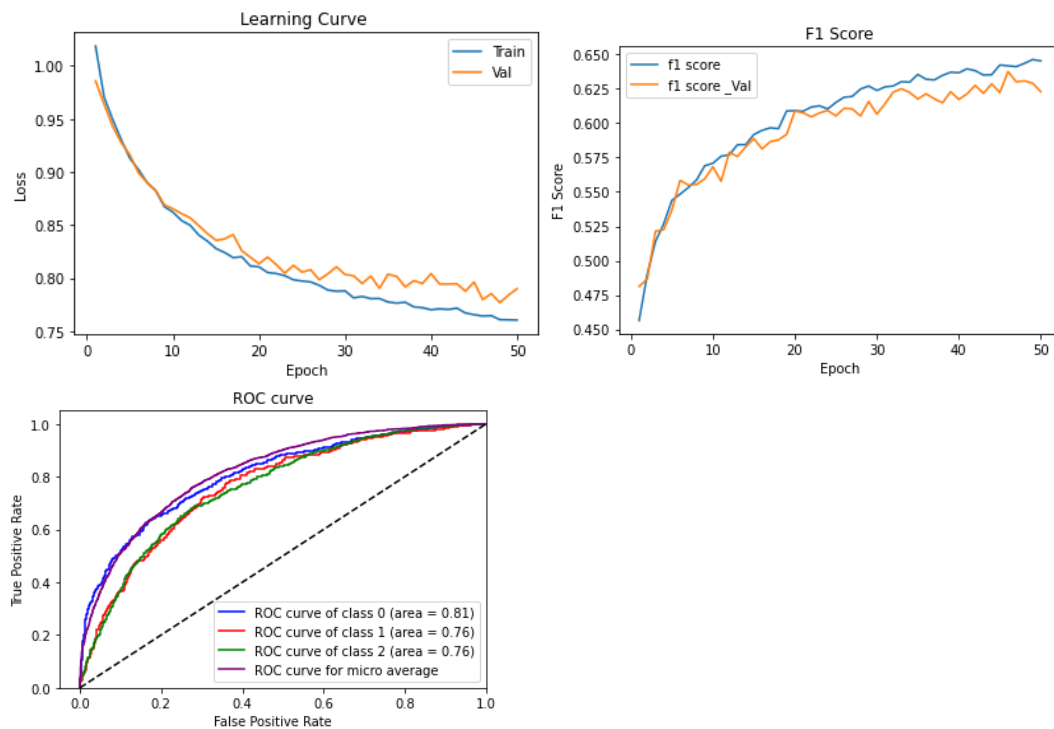 Learning Curve
1.00
0.95
0.90
0.85
0.80
0.75
Loss
Train
Val
0 10 20 30 40 50
Epoch
F1 Score
0.650
0.625
0.600
0.575
0.550
0.525
0.500
0.475
0.450
F1 Score
f1 score
f1 score _Val
0 10 20 30 40 50
Epoch
ROC curve
1.0
0.8
0.6
0.4
0.2
0.0
True Positive Rate
ROC curve of class 0 (area = 0.81)
ROC curve of class 1 (area = 0.76)
ROC curve of class 2 (area = 0.76)
ROC curve for micro average
0.0 0.2 0.4 0.6 0.8 1.0
False Positive Rate